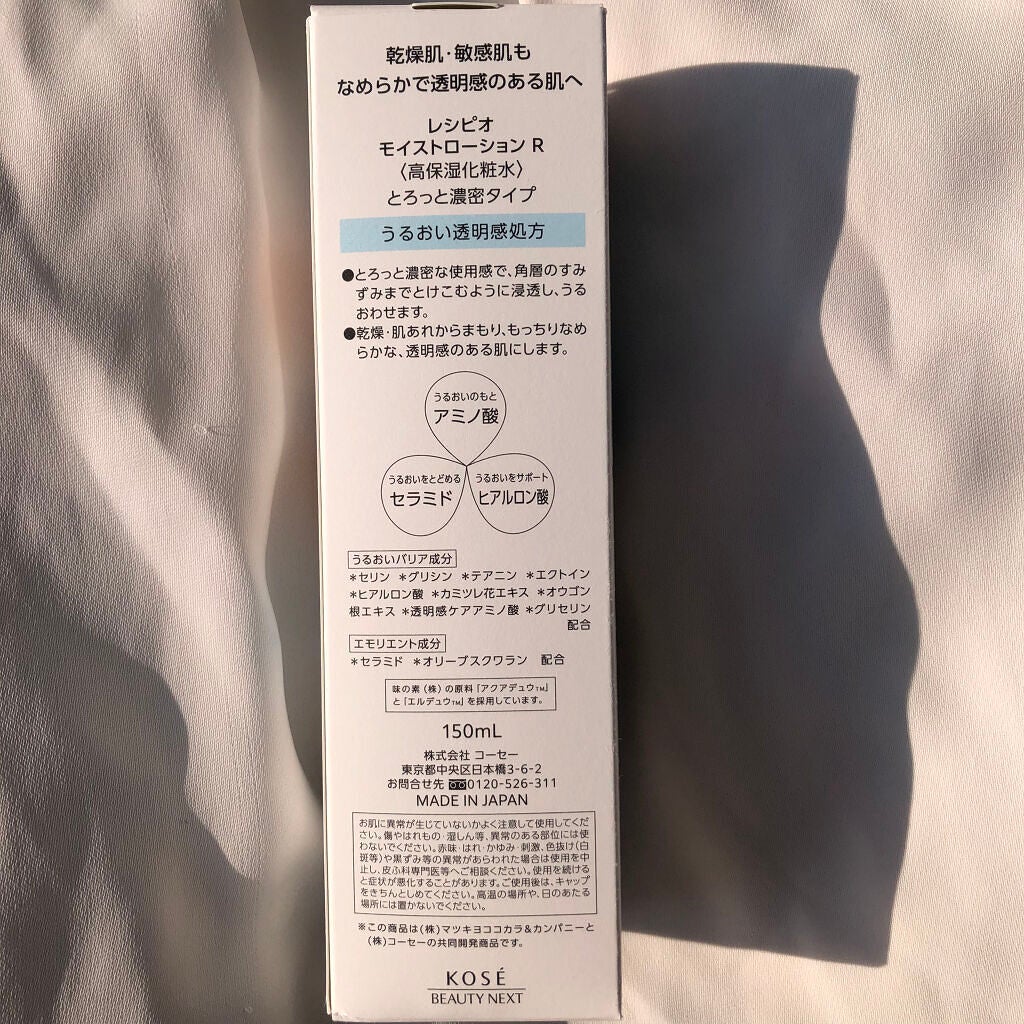 乾燥肌・敏感肌も
なめらかで透明感のある肌へ
レシピオ
モイストローション R
〈高保湿化粧水〉
とろっと濃密タイプ
うるおい透明感処方
●とろっと濃密な使用感で、角層のすみ
ずみまでとけこむように浸透し、うる
おわせます。
●乾燥・肌あれからまもり、もっちりなめ
らかな、透明感のある肌にします。
うるおいのもと
アミノ酸
うるおいをとどめる
セラミド
うるおいをサポート
ヒアルロン酸
うるおいバリア成分
*セリン *グリシン *テアニン *エクトイン
*ヒアルロン酸 *カミツレ花エキス *オウゴン
根エキス *透明感ケアアミノ酸 *グリセリン
配合
エモリエント成分
*セラミド *オリーブスクワラン 配合
味の素(株)の原料「アクアデュウTM」
と「エルデュウTM」を採用しています。
150mL
株式会社 コーセー
東京都中央区日本橋3-6-2
お問合せ先 0120-526-311
MADE IN JAPAN
お肌に異常が生じていないかよく注意して使用してくだ
さい。傷やはれもの・湿しん等、異常のある部位には使
わないでください。赤味・はれ・かゆみ・刺激、色抜け(白
斑等)や黒ずみ等の異常があらわれた場合は使用を中
止し、皮ふ科専門医等へご相談ください。使用を続ける
と症状が悪化することがあります。ご使用後は、キャップ
をきちんとしめてください。高温の場所や、日のあたる
場所には置かないでください。
※この商品は(株)マツキヨココカラ&カンパニーと
(株)コーセーの共同開発商品です。
KOSÉ
BEAUTY NEXT